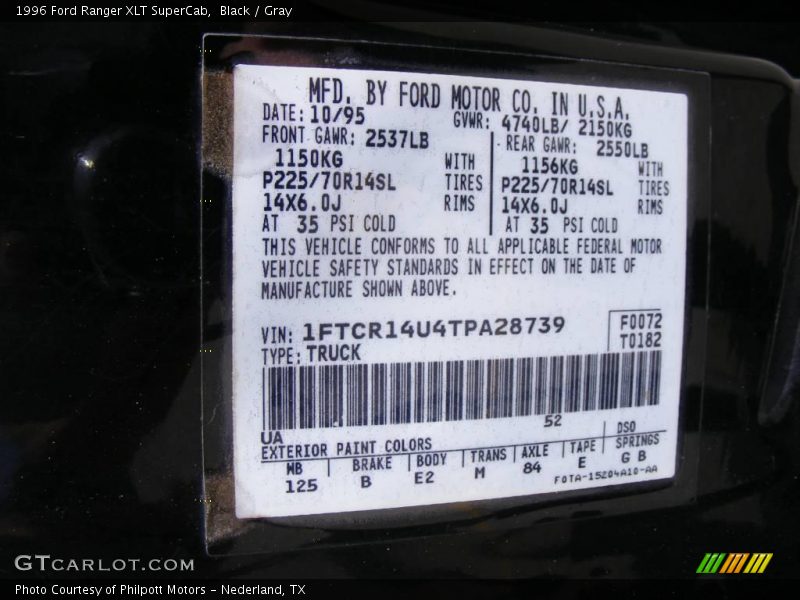 1996 Ford Ranger XLT SuperCab, Black / Gray
MFD. BY FORD MOTOR CO. IN U.S.A.
DATE: 10/95 GVWR: 4740LB/ 2150KG
FRONT GAWR: 2537LB REAR GAWR: 2550LB
1150KG WITH 1156KG WITH
P225/70R14SL TIRES P225/70R14SL TIRES
14X6.0J RIMS 14X6.0J RIMS
AT 35 PSI COLD AT 35 PSI COLD
THIS VEHICLE CONFORMS TO ALL APPLICABLE FEDERAL MOTOR
VEHICLE SAFETY STANDARDS IN EFFECT ON THE DATE OF
MANUFACTURE SHOWN ABOVE.
VIN: 1FTCR14U4TPA28739 F0072
TYPE: TRUCK T0182
52
UA DSO
EXTERIOR PAINT COLORS
WB BRAKE BODY TRANS AXLE TAPE SPRINGS
125 B E2 M 84 E G B
F0TA-15204A10-AA
GTCARLOT.COM
Photo Courtesy of Philpott Motors - Nederland, TX